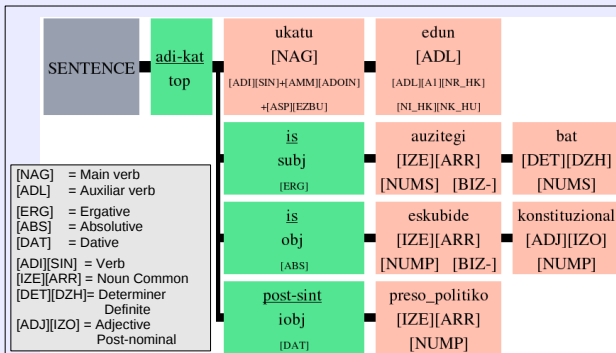 SENTENCE
adi-kat
top
ukatu
[NAG]
[ADI][SIN]+[AMM][ADOIN]
+[ASP][EZBU]
edun
[ADL]
[ADL][A1][NR_HK]
[NI_HK][NK_HU]
is
subj
[ERG]
auzitegi
[IZE][ARR]
[NUMS] [BIZ-]
bat
[DET][DZH]
[NUMS]
is
obj
[ABS]
eskubide
[IZE][ARR]
[NUMP] [BIZ-]
konstituzional
[ADJ][IZO]
[NUMP]
post-sint
iobj
[DAT]
preso_politiko
[IZE][ARR]
[NUMP]
[NAG] = Main verb
[ADL] = Auxiliar verb
[ERG] = Ergative
[ABS] = Absolutive
[DAT] = Dative
[ADI][SIN] = Verb
[IZE][ARR] = Noun Common
[DET][DZH]= Determiner
Definite
[ADJ][IZO] = Adjective
Post-nominal